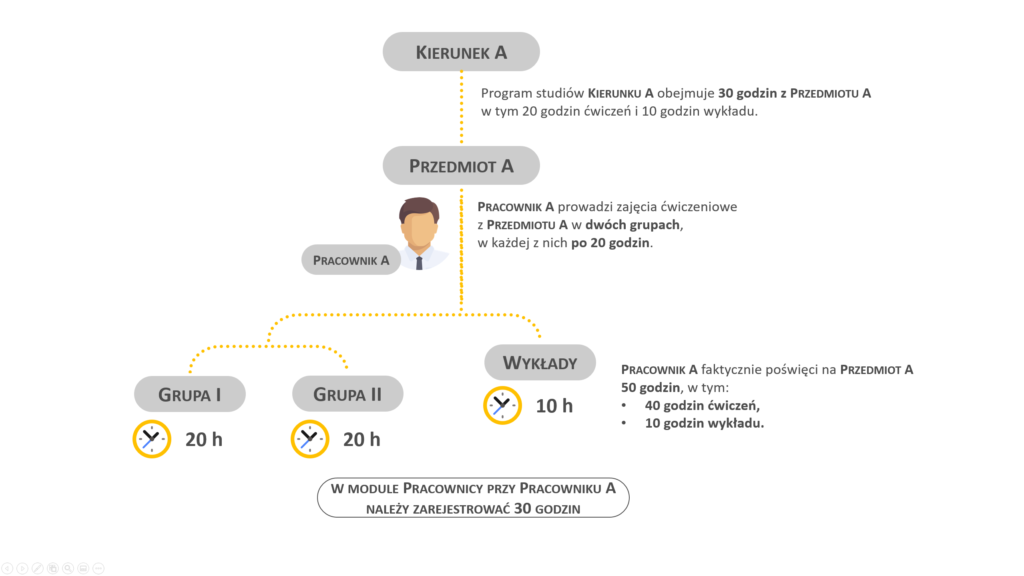 KIERUNEK A
Program studiów KIERUNKU A obejmuje 30 godzin z PRZEDMIOTU A
w tym 20 godzin ćwiczeń i 10 godzin wykładu.
PRZEDMIOT A
PRACOWNIK A prowadzi zajęcia ćwiczeniowe
z PRZEDMIOTU A w dwóch grupach,
w każdej z nich po 20 godzin.
PRACOWNIK A
WYKŁADY
10 h
GRUPA I
20 h
GRUPA II
20 h
PRACOWNIK A faktycznie poświęci na PRZEDMIOT A
50 godzin, w tym:
• 40 godzin ćwiczeń,
• 10 godzin wykładu.
W MODULE PRACOWNICY PRZY PRACOWNIKU A
NALEŻY ZAREJESTROWAĆ 30 GODZIN